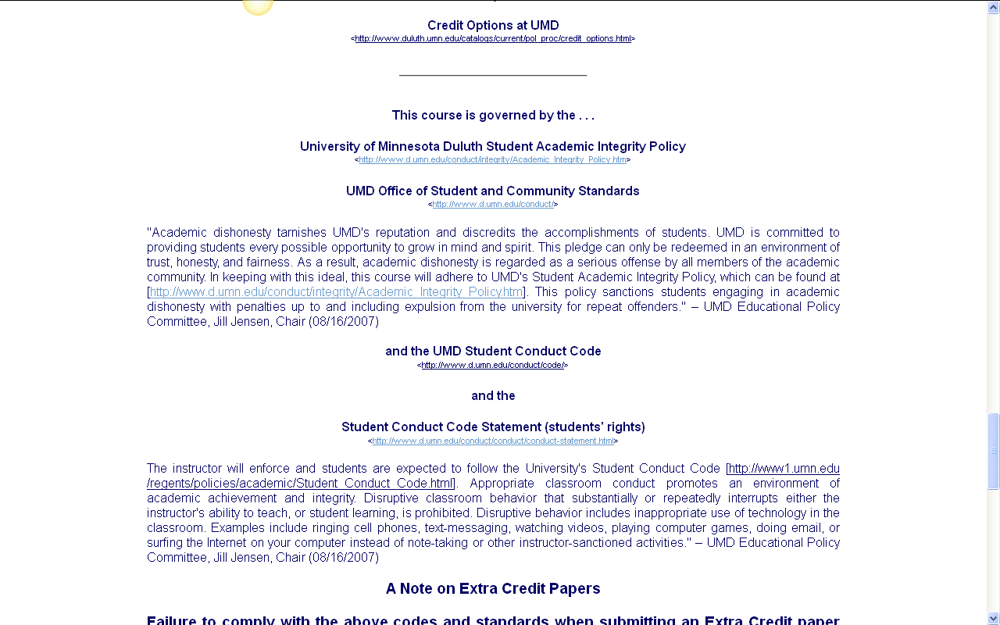 Credit Options at UMD
<http://www.duluth.umn.edu/catalogs/current/pol_proc/credit_options.html>
This course is governed by the . . .
University of Minnesota Duluth Student Academic Integrity Policy
<http://www.d.umn.edu/conduct/integrity/Academic_Integrity_Policy.htm>
UMD Office of Student and Community Standards
<http://www.d.umn.edu/conduct/>
"Academic dishonesty tarnishes UMD's reputation and discredits the accomplishments of students. UMD is committed to
providing students every possible opportunity to grow in mind and spirit. This pledge can only be redeemed in an environment of
trust, honesty, and fairness. As a result, academic dishonesty is regarded as a serious offense by all members of the academic
community. In keeping with this ideal, this course will adhere to UMD's Student Academic Integrity Policy, which can be found at
[http://www.d.umn.edu/conduct/integrity/Academic_Integrity_Policy.htm]. This policy sanctions students engaging in academic
dishonesty with penalties up to and including expulsion from the university for repeat offenders." – UMD Educational Policy
Committee, Jill Jensen, Chair (08/16/2007)
and the UMD Student Conduct Code
<http://www.d.umn.edu/conduct/code/>
and the
Student Conduct Code Statement (students' rights)
<http://www.d.umn.edu/conduct/conduct/conduct-statement.html>
The instructor will enforce and students are expected to follow the University's Student Conduct Code [http://www1.umn.edu
/regents/policies/academic/Student_Conduct_Code.html]. Appropriate classroom conduct promotes an environment of
academic achievement and integrity. Disruptive classroom behavior that substantially or repeatedly interrupts either the
instructor's ability to teach, or student learning, is prohibited. Disruptive behavior includes inappropriate use of technology in the
classroom. Examples include ringing cell phones, text-messaging, watching videos, playing computer games, doing email, or
surfing the Internet on your computer instead of note-taking or other instructor-sanctioned activities." – UMD Educational Policy
Committee, Jill Jensen, Chair (08/16/2007)
A Note on Extra Credit Papers
Failure to comply with the above codes and standards when submitting an Extra Credit paper